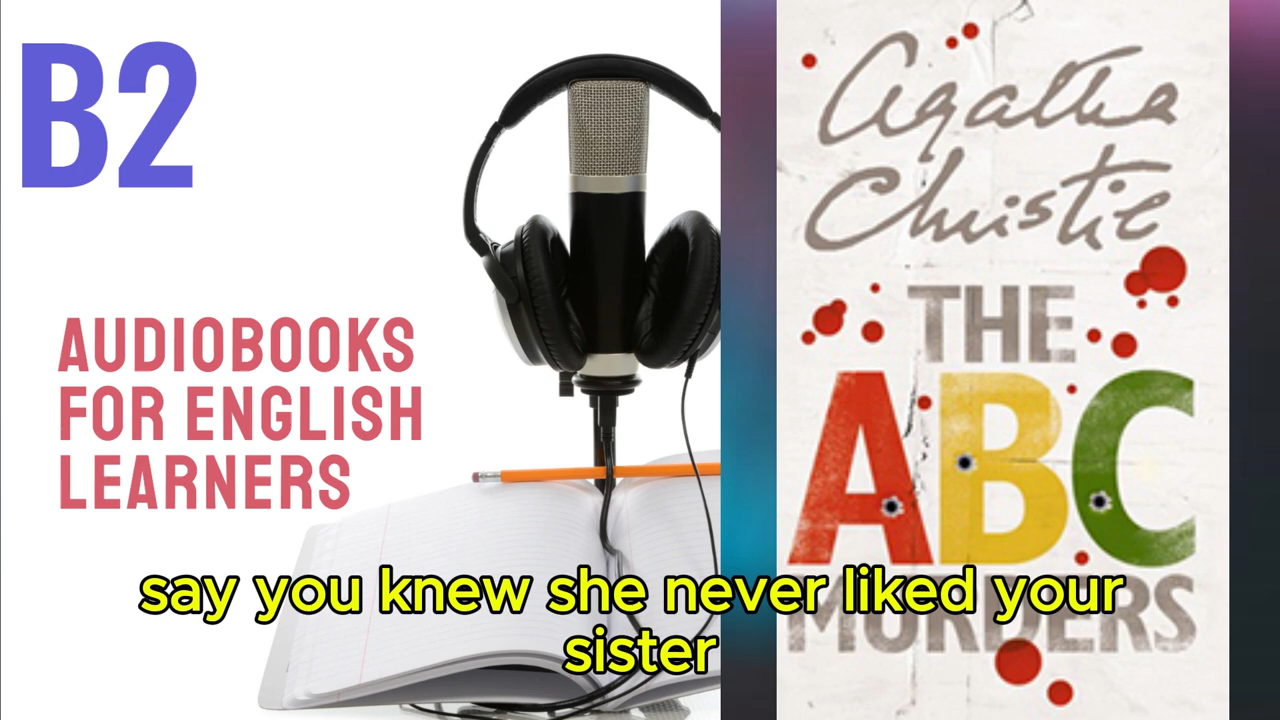 B2
AUDIOBOOKS
FOR ENGLISH
LEARNERS
Agatha
Christie
THE
ABC
MURDERS
say you knew she never liked your
sister